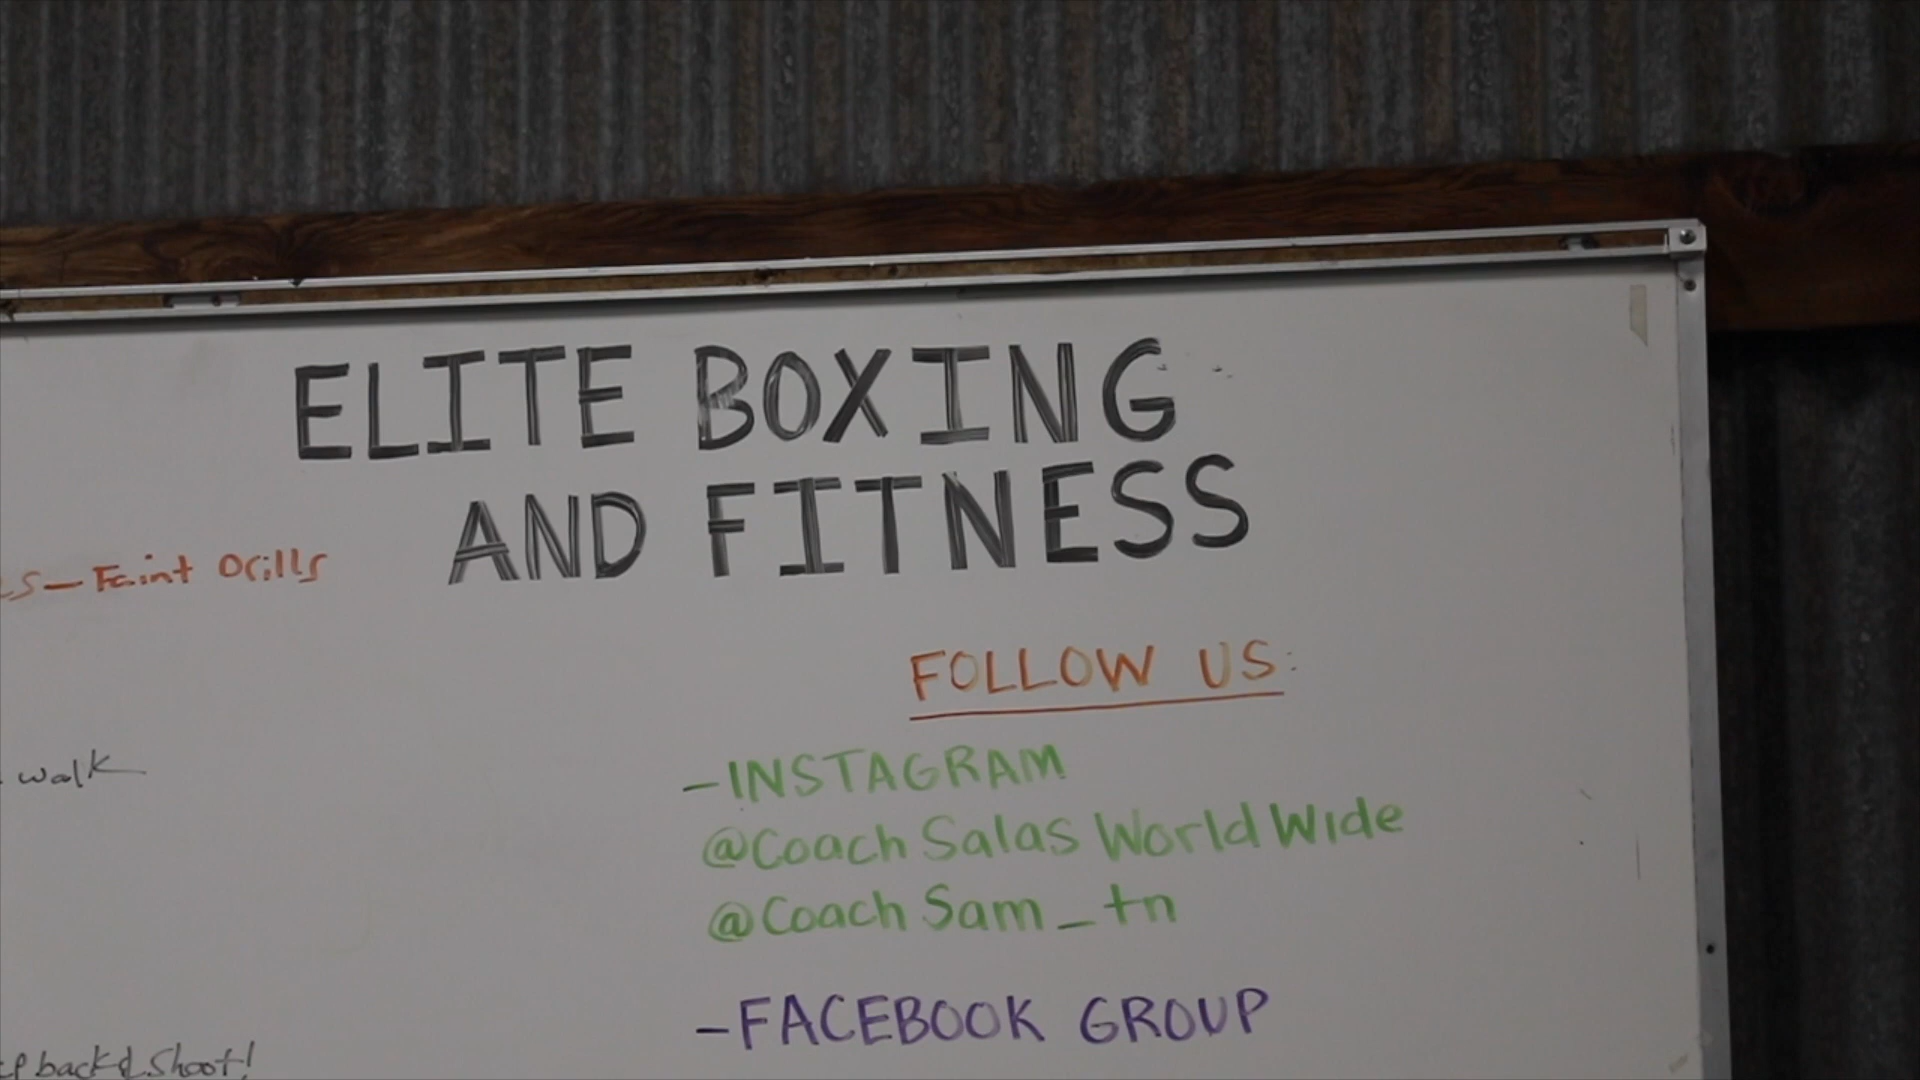 ELITE BOXING
AND FITNESS
-Faint Drills
FOLLOW US:
walk
-INSTAGRAM
@Coach Salas World Wide
@Coach Sam_tn
-FACEBOOK GROUP
back & Shoot!